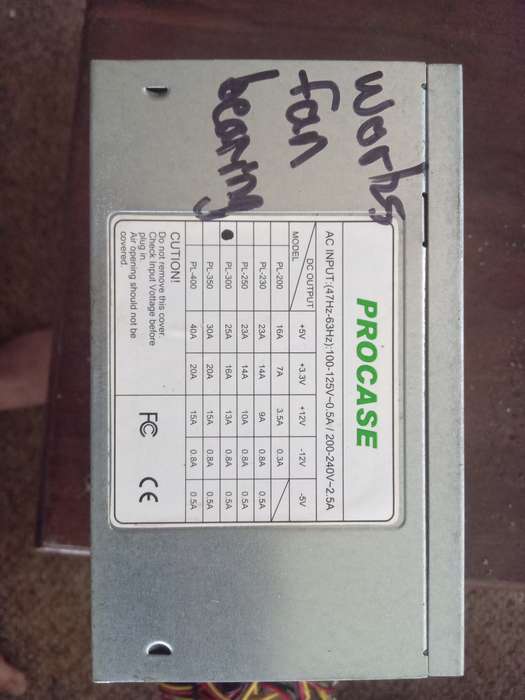 works
fan
bearing
PROCASE
AC INPUT:(47Hz-63Hz):100-125V~0.5A / 200-240V~2.5A
DC OUTPUT
MODEL +5V +3.3V +12V -12V -5V
PL-200 16A 7A 3.5A 0.3A
PL-230 23A 14A 9A 0.8A 0.5A
PL-250 23A 14A 10A 0.8A 0.5A
PL-300 25A 16A 13A 0.8A 0.5A
PL-350 30A 20A 15A 0.8A 0.5A
PL-400 40A 20A 15A 0.8A 0.5A
CUTION!
Do not remove this cover.
Check Input Voltage before
plug in.
Air opening should not be
covered.
FC CE